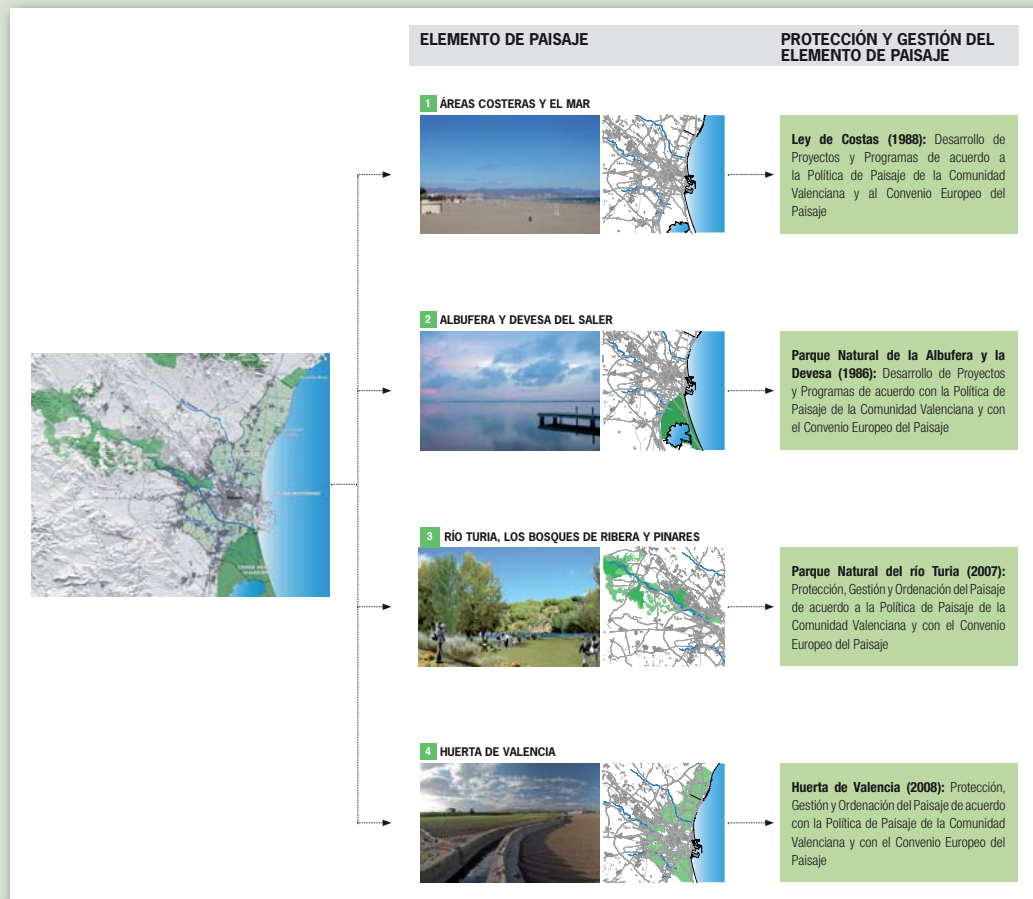 ELEMENTO DE PAISAJE
PROTECCIÓN Y GESTIÓN DEL
ELEMENTO DE PAISAJE
1 ÁREAS COSTERAS Y EL MAR
Ley de Costas (1988): Desarrollo de
Proyectos y Programas de acuerdo a
la Política de Paisaje de la Comunidad
Valenciana y al Convenio Europeo del
Paisaje
2 ALBUFERA Y DEVESA DEL SALER
Parque Natural de la Albufera y la
Devesa (1986): Desarrollo de Proyectos
y Programas de acuerdo con la Política de
Paisaje de la Comunidad Valenciana y con
el Convenio Europeo del Paisaje
3 RÍO TURIA, LOS BOSQUES DE RIBERA Y PINARES
Parque Natural del río Turia (2007):
Protección, Gestión y Ordenación del Paisaje
de acuerdo a la Política de Paisaje de la
Comunidad Valenciana y con el Convenio
Europeo del Paisaje
4 HUERTA DE VALENCIA
Huerta de Valencia (2008): Protección,
Gestión y Ordenación del Paisaje de acuerdo
con la Política de Paisaje de la Comunidad
Valenciana y con el Convenio Europeo del
Paisaje